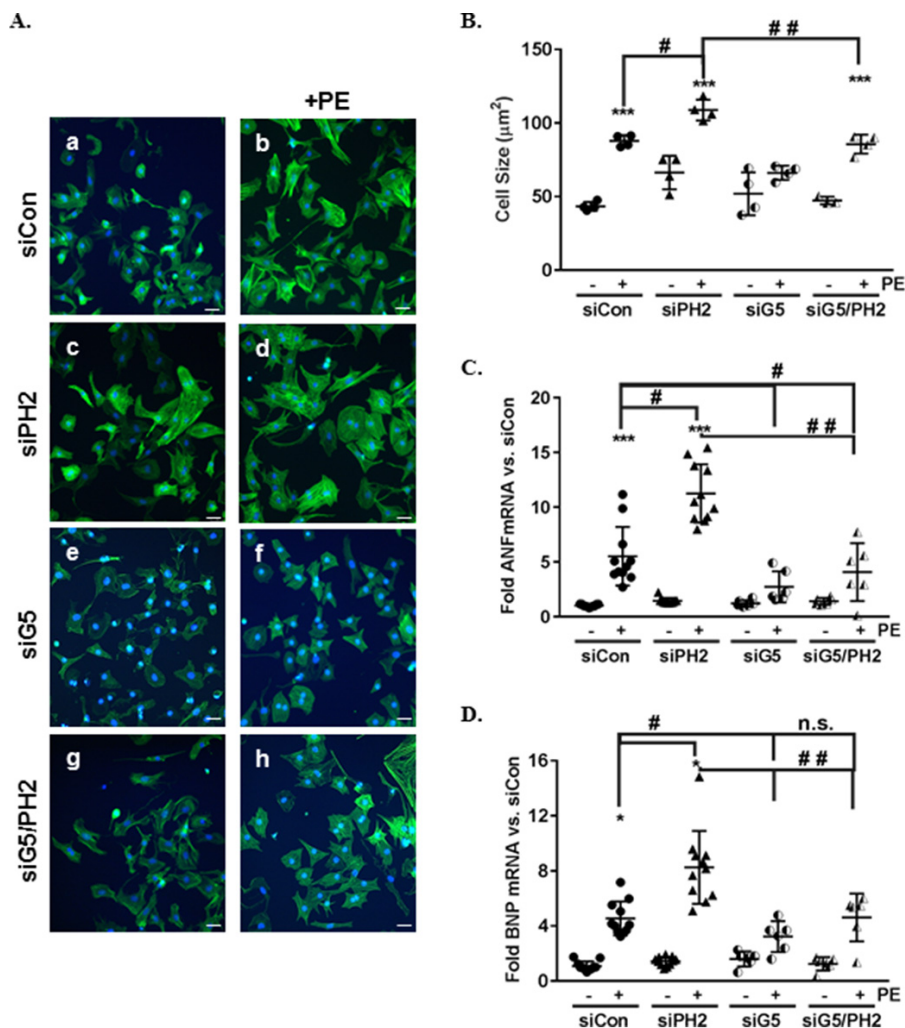 A.
+PE
siCon
a
b
siPH2
c
d
siG5
e
f
siG5/PH2
g
h
B.
# #
#
***
***
***
150
100
50
0
Cell Size (μm²)
- + - + - + - + PE
siCon siPH2 siG5 siG5/PH2
C.
#
#
# #
***
***
20
15
10
5
0
Fold ANFmRNA vs. siCon
- + - + - + - + PE
siCon siPH2 siG5 siG5/PH2
D.
n.s.
#
# #
*
*
16
12
8
4
0
Fold BNP mRNA vs. siCon
- + - + - + - + PE
siCon siPH2 siG5 siG5/PH2